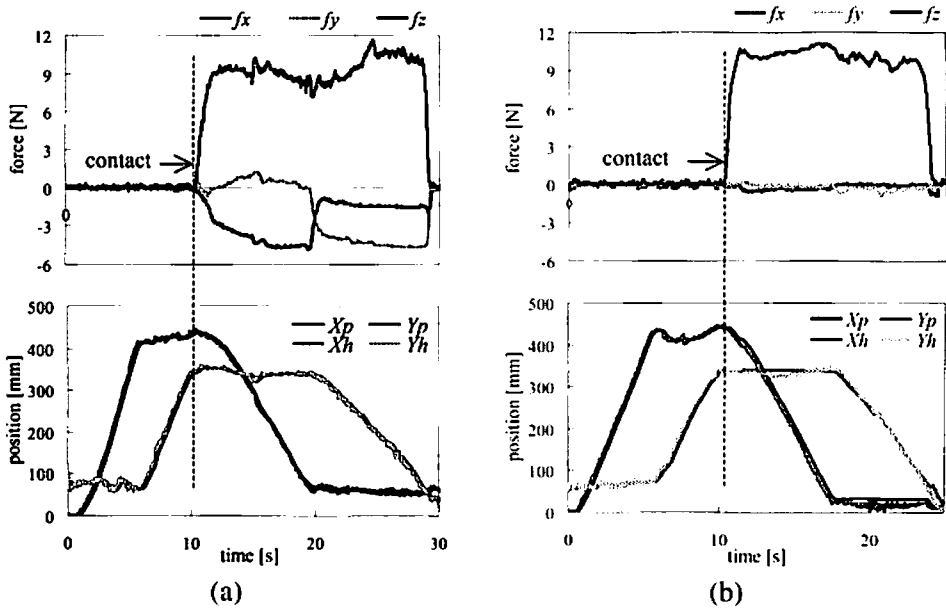 fx fy fz
12
9
6
3
0
-3
-6
force [N]
contact
0
500
400
300
200
100
0
position [mm]
Xp Yp
Xh Yh
0 10 20 30
time [s]
(a)
fx fy fz
12
9
6
3
0
-3
-6
force [N]
contact
0
500
400
300
200
100
0
position [mm]
Xp Yp
Xh Yh
0 10 20
time [s]
(b)